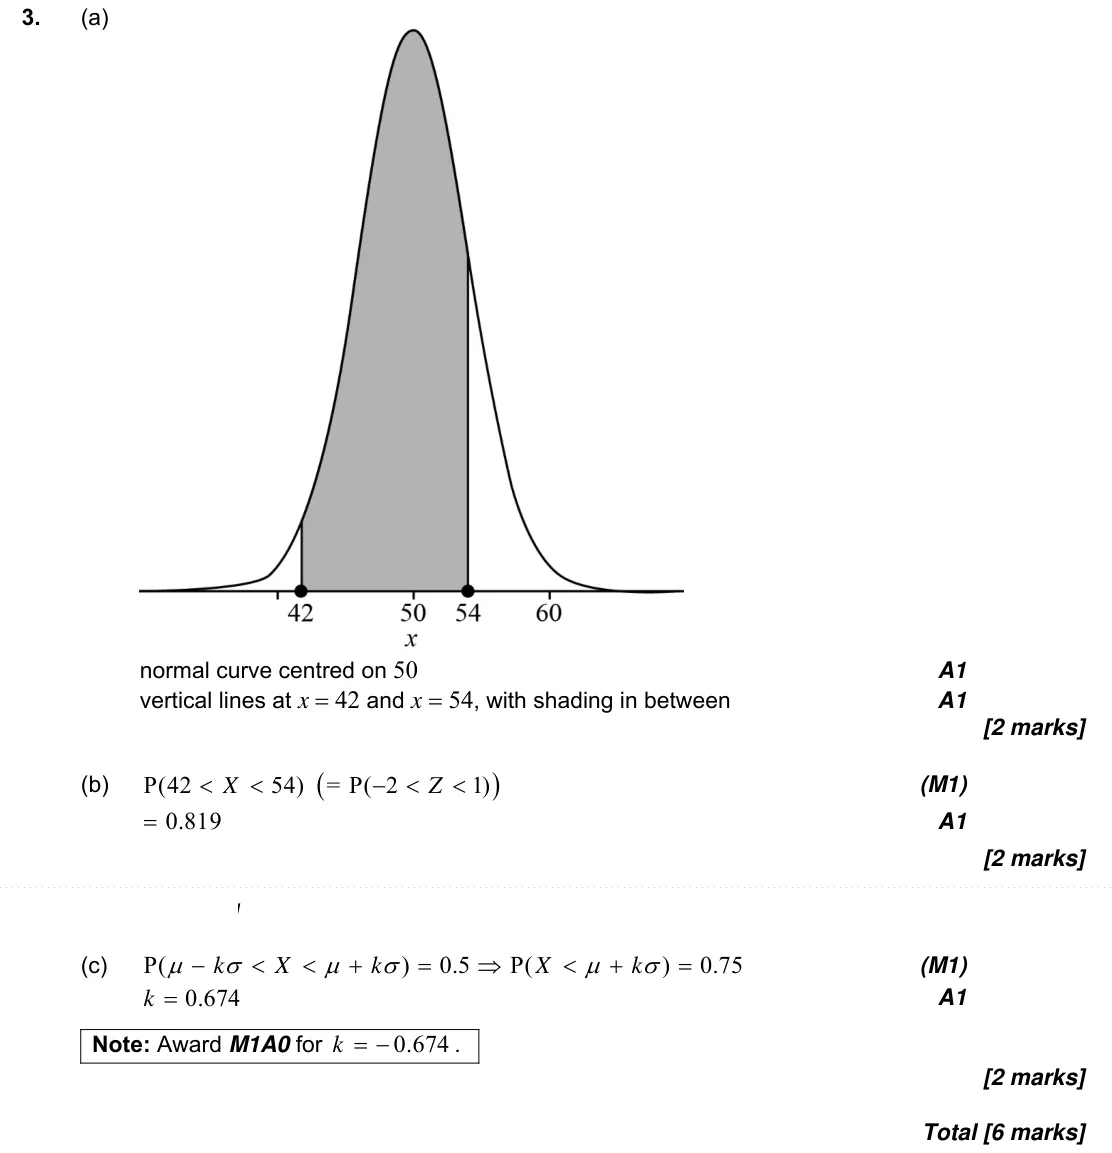 3. (a)
42 50 54 60
x
normal curve centred on 50 A1
vertical lines at x = 42 and x = 54, with shading in between A1
[2 marks]
(b) P(42 < X < 54) (= P(−2 < Z < 1)) (M1)
= 0.819 A1
[2 marks]
(c) P(μ − kσ < X < μ + kσ) = 0.5 ⇒ P(X < μ + kσ) = 0.75 (M1)
k = 0.674 A1
Note: Award M1A0 for k = −0.674 .
[2 marks]
Total [6 marks]